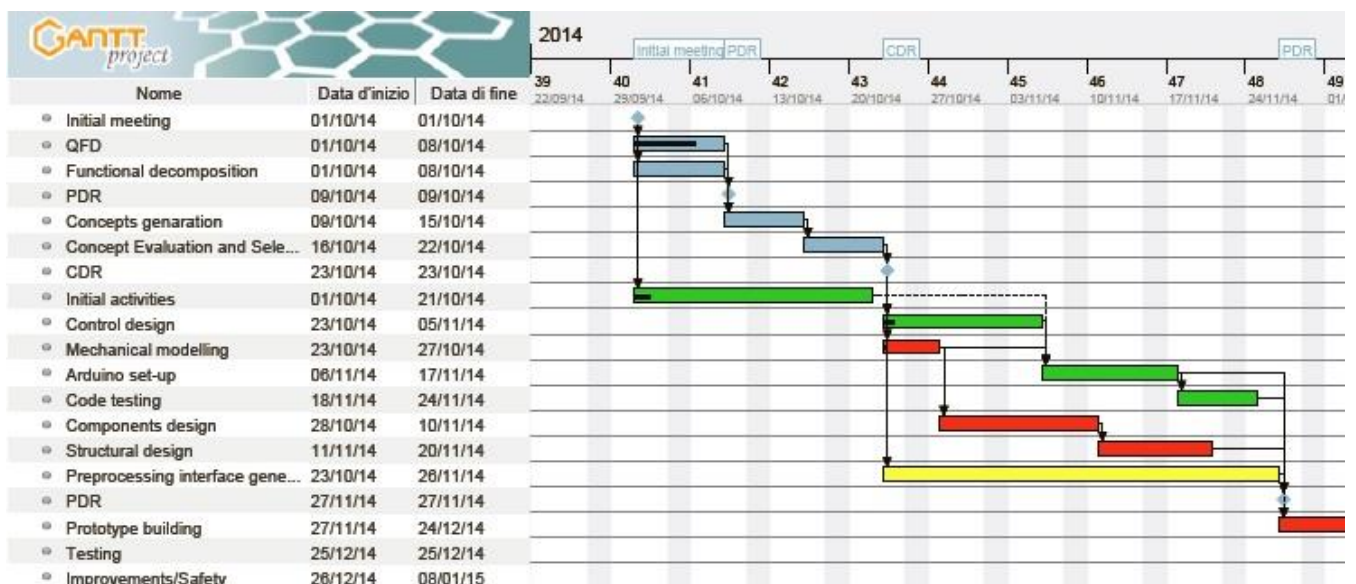 GANTT
project
2014
Initial meeting PDR CDR PDR
39 40 41 42 43 44 45 46 47 48 49
22/09/14 29/09/14 06/10/14 13/10/14 20/10/14 27/10/14 03/11/14 10/11/14 17/11/14 24/11/14 01/
Nome Data d'inizio Data di fine
Initial meeting 01/10/14 01/10/14
QFD 01/10/14 08/10/14
Functional decomposition 01/10/14 08/10/14
PDR 09/10/14 09/10/14
Concepts genaration 09/10/14 15/10/14
Concept Evaluation and Sele... 16/10/14 22/10/14
CDR 23/10/14 23/10/14
Initial activities 01/10/14 21/10/14
Control design 23/10/14 05/11/14
Mechanical modelling 23/10/14 27/10/14
Arduino set-up 06/11/14 17/11/14
Code testing 18/11/14 24/11/14
Components design 28/10/14 10/11/14
Structural design 11/11/14 20/11/14
Preprocessing interface gene... 23/10/14 26/11/14
PDR 27/11/14 27/11/14
Prototype building 27/11/14 24/12/14
Testing 25/12/14 25/12/14
Improvements/Safety 26/12/14 08/01/15